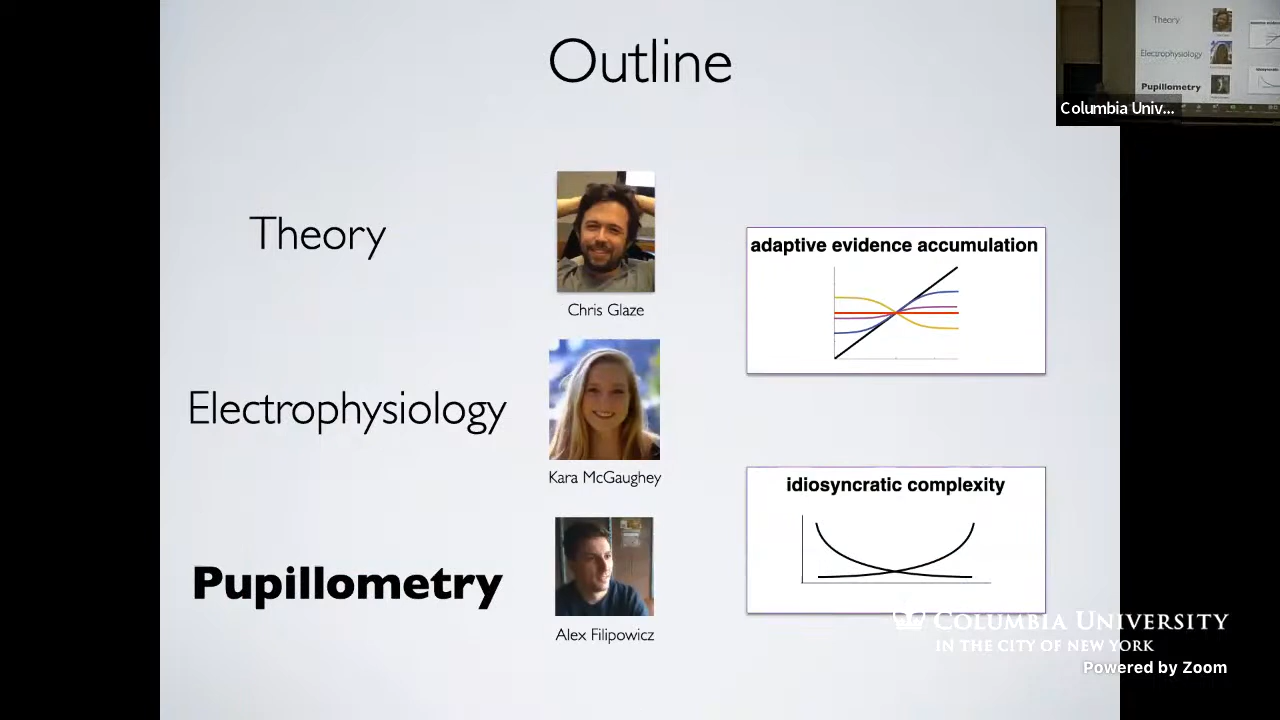 Outline
Theory
Chris Glaze
Electrophysiology
Kara McGaughey
Pupillometry
Alex Filipowicz
adaptive evidence accumulation
idiosyncratic complexity
Theory
Electrophysiology
Pupillometry
Columbia Univ...
COLUMBIA UNIVERSITY
IN THE CITY OF NEW YORK
Powered by Zoom